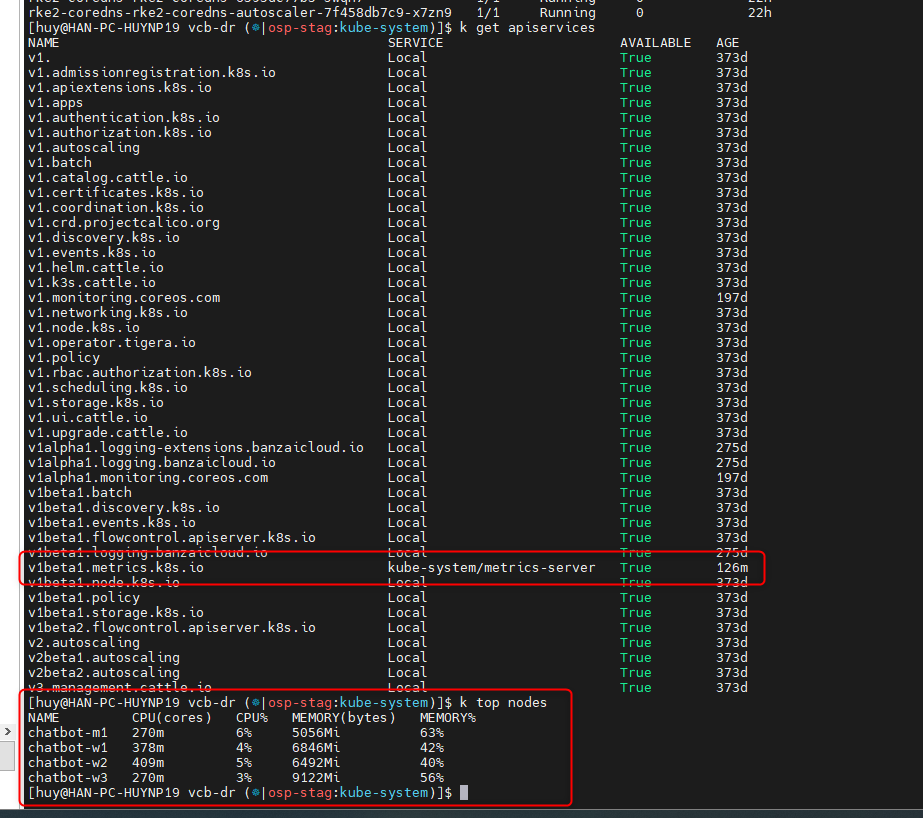 rke2-coredns-rke2-coredns-autoscaler-7f458db7c9-x7zn9 1/1 Running 0 22h
[huy@HAN-PC-HUYNP19 vcb-dr (⎈|osp-stag:kube-system)]$ k get apiservices
NAME SERVICE AVAILABLE AGE
v1. Local True 373d
v1.admissionregistration.k8s.io Local True 373d
v1.apiextensions.k8s.io Local True 373d
v1.apps Local True 373d
v1.authentication.k8s.io Local True 373d
v1.authorization.k8s.io Local True 373d
v1.autoscaling Local True 373d
v1.batch Local True 373d
v1.catalog.cattle.io Local True 373d
v1.certificates.k8s.io Local True 373d
v1.coordination.k8s.io Local True 373d
v1.crd.projectcalico.org Local True 373d
v1.discovery.k8s.io Local True 373d
v1.events.k8s.io Local True 373d
v1.helm.cattle.io Local True 373d
v1.k3s.cattle.io Local True 373d
v1.monitoring.coreos.com Local True 197d
v1.networking.k8s.io Local True 373d
v1.node.k8s.io Local True 373d
v1.operator.tigera.io Local True 373d
v1.policy Local True 373d
v1.rbac.authorization.k8s.io Local True 373d
v1.scheduling.k8s.io Local True 373d
v1.storage.k8s.io Local True 373d
v1.ui.cattle.io Local True 373d
v1.upgrade.cattle.io Local True 373d
v1alpha1.logging-extensions.banzaicloud.io Local True 275d
v1alpha1.logging.banzaicloud.io Local True 275d
v1alpha1.monitoring.coreos.com Local True 197d
v1beta1.batch Local True 373d
v1beta1.discovery.k8s.io Local True 373d
v1beta1.events.k8s.io Local True 373d
v1beta1.flowcontrol.apiserver.k8s.io Local True 373d
v1beta1.logging.banzaicloud.io Local True 275d
v1beta1.metrics.k8s.io kube-system/metrics-server True 126m
v1beta1.node.k8s.io Local True 373d
v1beta1.policy Local True 373d
v1beta1.storage.k8s.io Local True 373d
v1beta2.flowcontrol.apiserver.k8s.io Local True 373d
v2.autoscaling Local True 373d
v2beta1.autoscaling Local True 373d
v2beta2.autoscaling Local True 373d
v3.management.cattle.io Local True 373d
[huy@HAN-PC-HUYNP19 vcb-dr (⎈|osp-stag:kube-system)]$ k top nodes
NAME CPU(cores) CPU% MEMORY(bytes) MEMORY%
chatbot-m1 270m 6% 5056Mi 63%
chatbot-w1 378m 4% 6846Mi 42%
chatbot-w2 409m 5% 6492Mi 40%
chatbot-w3 270m 3% 9122Mi 56%
[huy@HAN-PC-HUYNP19 vcb-dr (⎈|osp-stag:kube-system)]$